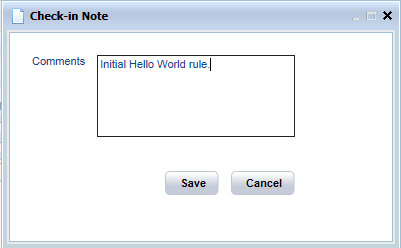 Check-in Note
Comments
Initial Hello World rule.
Save
Cancel